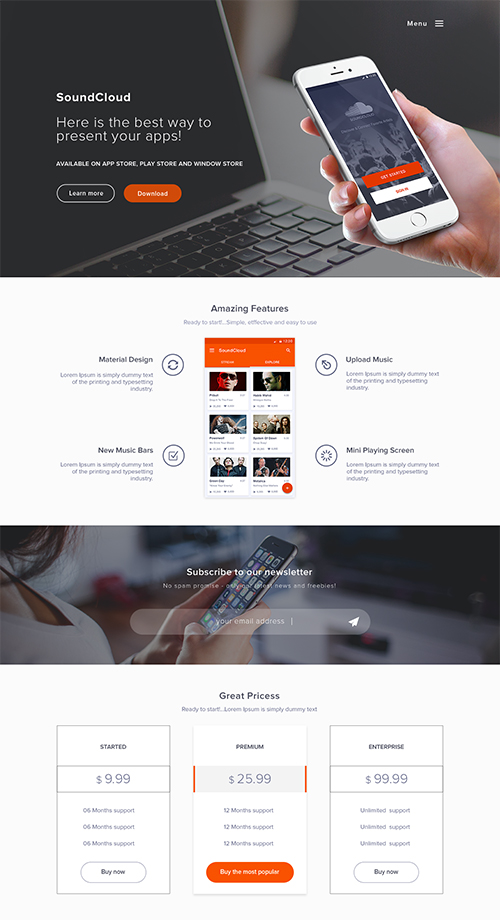 Menu
SoundCloud
Here is the best way to
present your apps!
AVAILABLE ON APP STORE, PLAY STORE AND WINDOW STORE
Learn more
Download
SOUNDCLOUD
GET STARTED
SIGN IN
Amazing Features
Ready to start!...Simple, stffective and easy to use
Material Design
Lorem Ipsum is simply dummy text
of the printing and typesetting
industry.
New Music Bars
Lorem Ipsum is simply dummy text
of the printing and typesetting
industry.
SoundCloud
STREAM
EXPLORE
Upload Music
Lorem Ipsum is simply dummy text
of the printing and typesetting
industry.
Mini Playing Screen
Lorem Ipsum is simply dummy text
of the printing and typesetting
industry.
Subscribe to our newsletter
No spam promise - only our latest news and freebies!
your email address
Great Pricess
Ready to start!...Lorem Ipsum is simply dummy text
STARTED
$ 9.99
06 Months support
06 Months support
06 Months support
Buy now
PREMIUM
$ 25.99
12 Months support
12 Months support
12 Months support
Buy the most popular
ENTERPRISE
$ 99.99
Unlimited support
Unlimited support
Unlimited support
Buy now